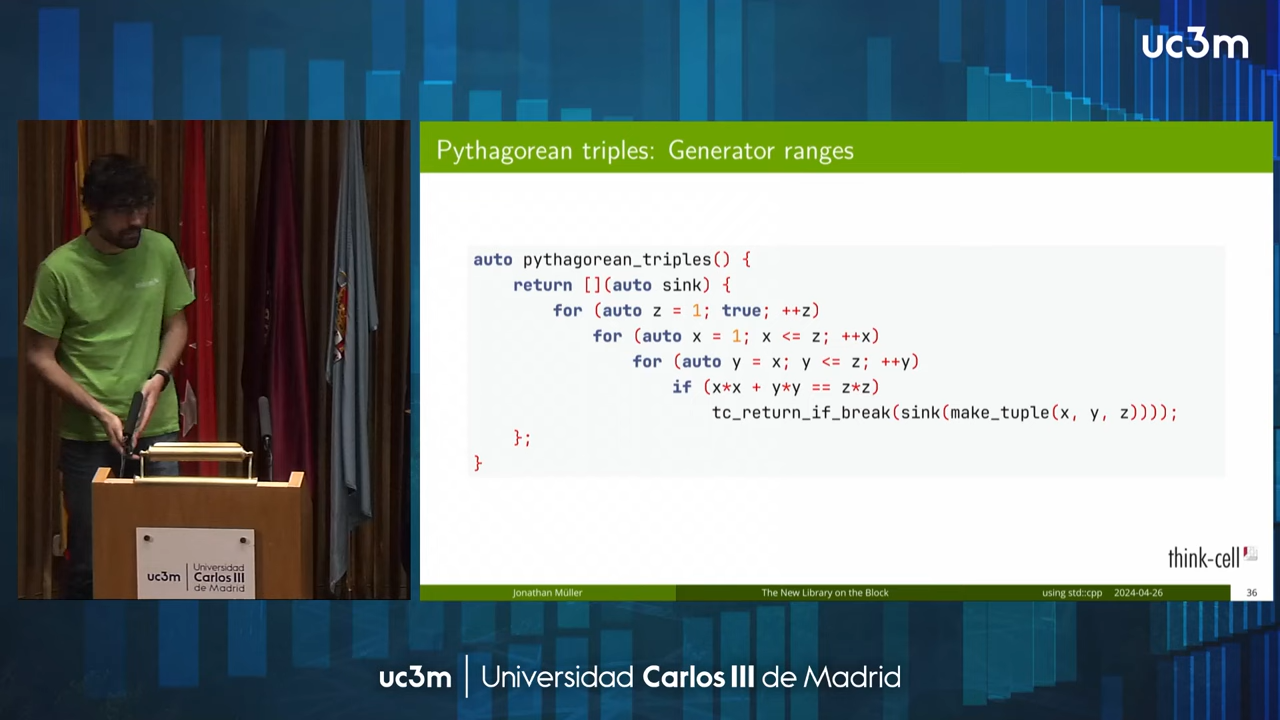 uc3m
Pythagorean triples: Generator ranges
auto pythagorean_triples() {
    return [](auto sink) {
        for (auto z = 1; true; ++z)
            for (auto x = 1; x <= z; ++x)
                for (auto y = x; y <= z; ++y)
                    if (x*x + y*y == z*z)
                        tc_return_if_break(sink(make_tuple(x, y, z))));
    };
}
think-cell
Jonathan Müller The New Library on the Block using std::cpp 2024-04-26 36
uc3m Universidad
Carlos III
de Madrid
uc3m Universidad Carlos III de Madrid